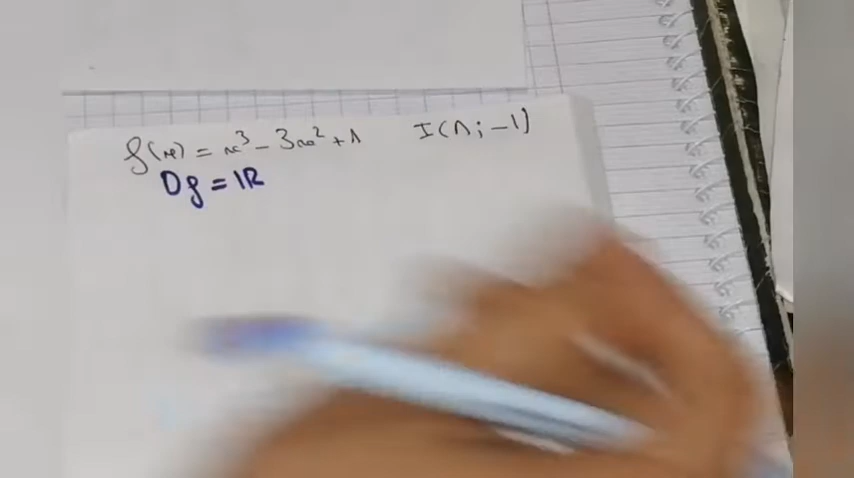 f(x) = x³ - 3x² + 1 I(1; -1)
Df = IR